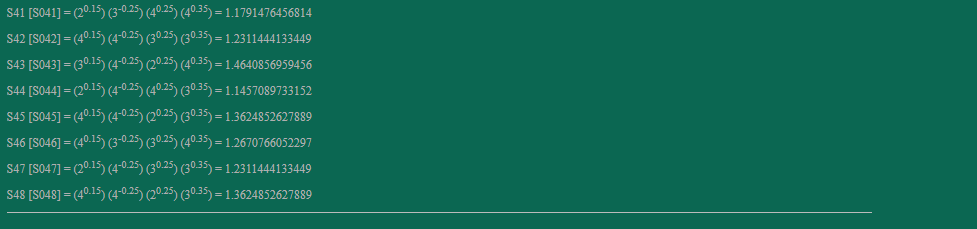 S41 [S041] = (2^0.15) (3^-0.25) (4^0.25) (4^0.35) = 1.1791476456814
S42 [S042] = (4^0.15) (4^-0.25) (3^0.25) (3^0.35) = 1.2311444133449
S43 [S043] = (3^0.15) (4^-0.25) (2^0.25) (4^0.35) = 1.4640856959456
S44 [S044] = (2^0.15) (4^-0.25) (4^0.25) (3^0.35) = 1.1457089733152
S45 [S045] = (4^0.15) (4^-0.25) (2^0.25) (3^0.35) = 1.3624852627889
S46 [S046] = (4^0.15) (3^-0.25) (3^0.25) (4^0.35) = 1.2670766052297
S47 [S047] = (2^0.15) (4^-0.25) (3^0.25) (3^0.35) = 1.2311444133449
S48 [S048] = (4^0.15) (4^-0.25) (2^0.25) (3^0.35) = 1.3624852627889